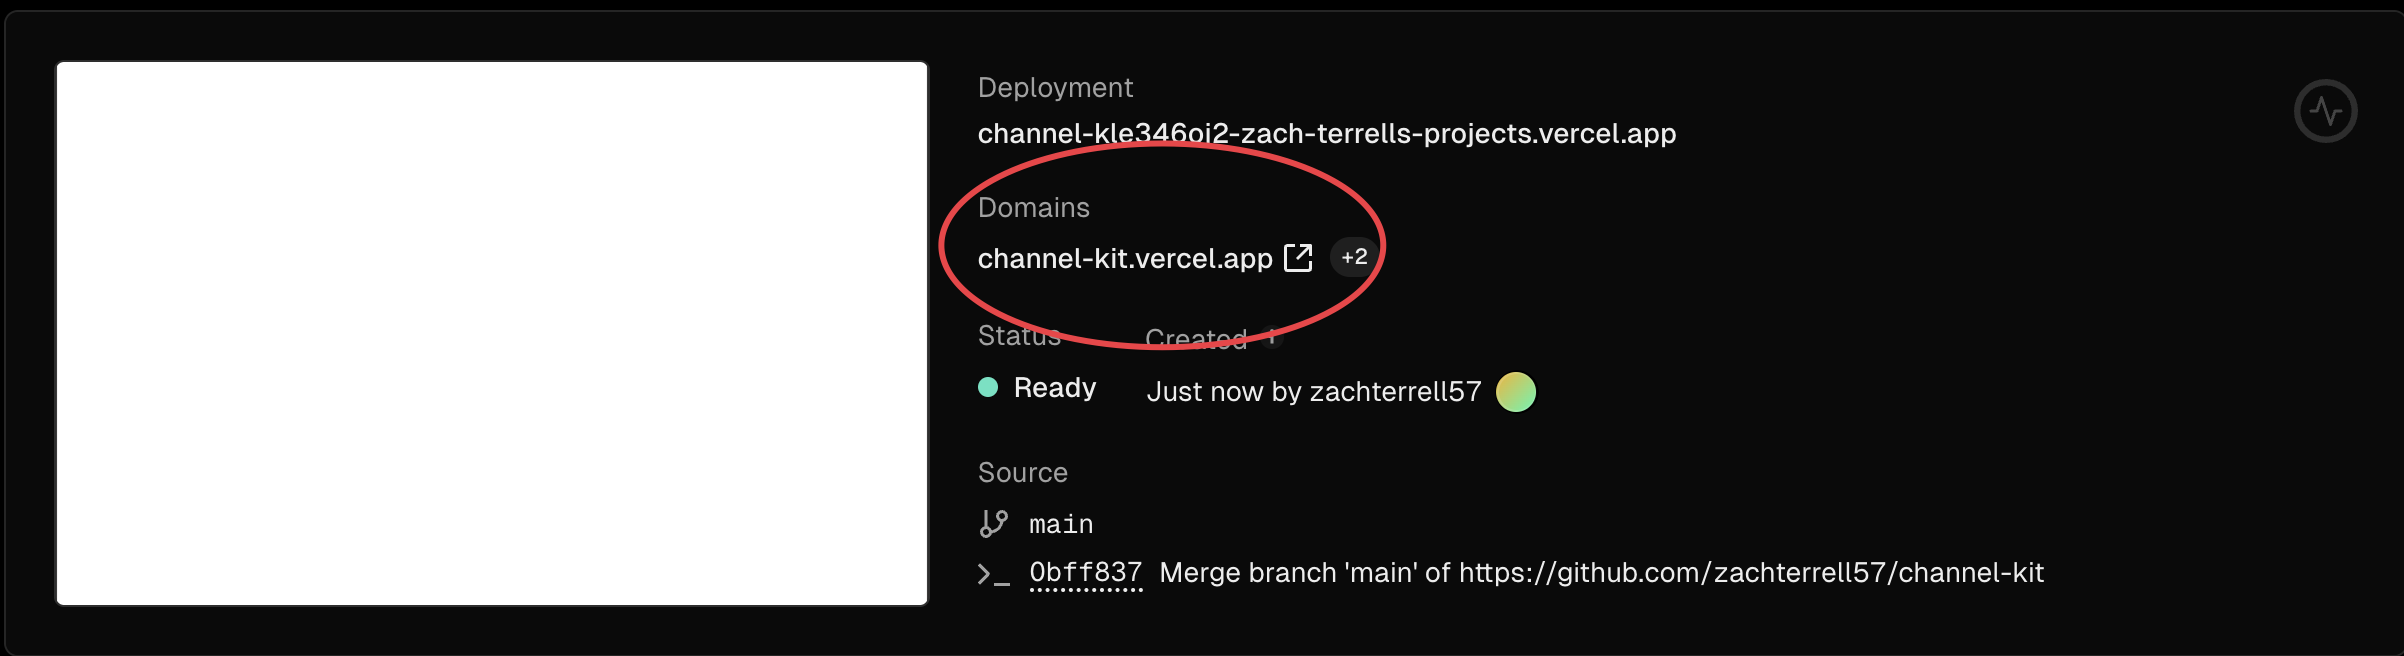 Deployment
channel-kle346oi2-zach-terrells-projects.vercel.app
Domains
channel-kit.vercel.app +2
Status Created
Ready Just now by zachterrell57
Source
main
0bff837 Merge branch 'main' of https://github.com/zachterrell57/channel-kit